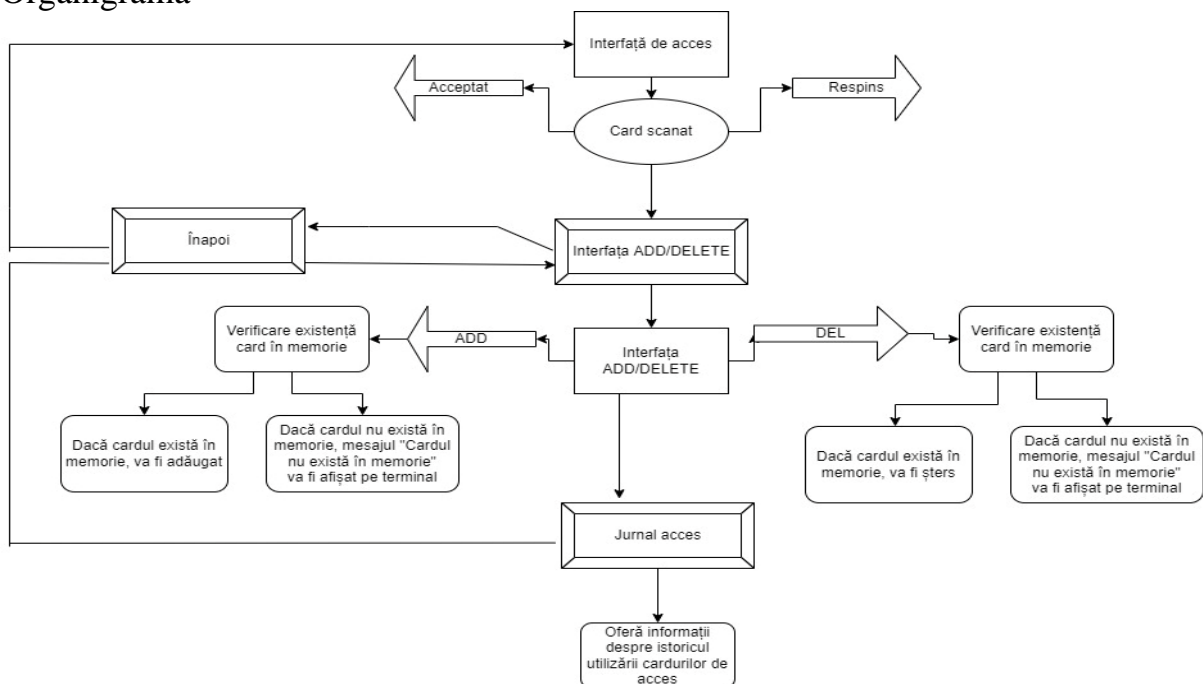 Organigrama
Interfață de acces
Acceptat
Respins
Card scanat
Înapoi
Interfața ADD/DELETE
Verificare existență
card în memorie
ADD
Interfața
ADD/DELETE
DEL
Verificare existență
card în memorie
Dacă cardul există în
memorie, va fi adăugat
Dacă cardul nu există în
memorie, mesajul "Cardul
nu există în memorie"
va fi afișat pe terminal
Dacă cardul există în
memorie, va fi șters
Dacă cardul nu există în
memorie, mesajul "Cardul
nu există în memorie"
va fi afișat pe terminal
Jurnal acces
Oferă informații
despre istoricul
utilizării cardurilor de
acces